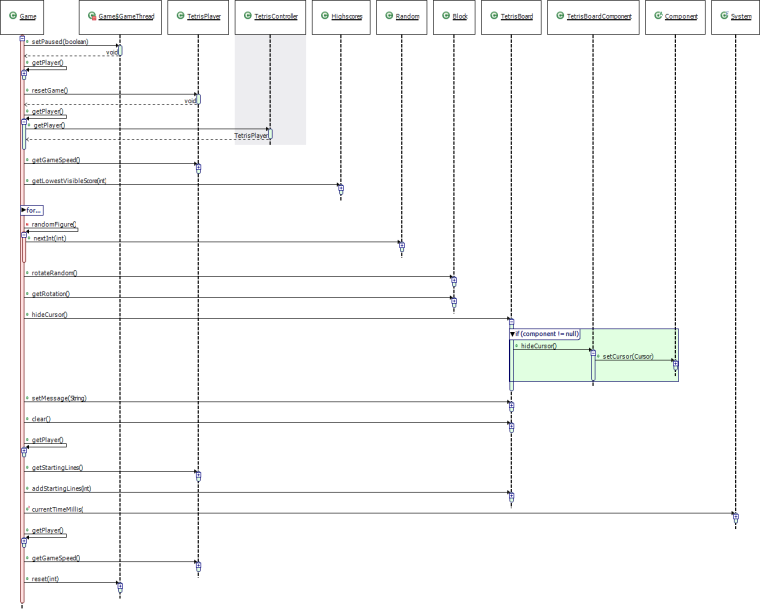 Game Game$GameThread TetrisPlayer TetrisController Highscores Random Block TetrisBoard TetrisBoardComponent Component System
setPaused(boolean)
void
getPlayer()
resetGame()
void
getPlayer()
getPlayer()
TetrisPlayer
getGameSpeed()
getLowestVisibleScore(int)
for...
randomFigure()
nextInt(int)
rotateRandom()
getRotation()
hideCursor()
if (component != null)
hideCursor()
setCursor(Cursor)
setMessage(String)
clear()
getPlayer()
getStartingLines()
addStartingLines(int)
currentTimeMillis(
getPlayer()
getGameSpeed()
reset(int)